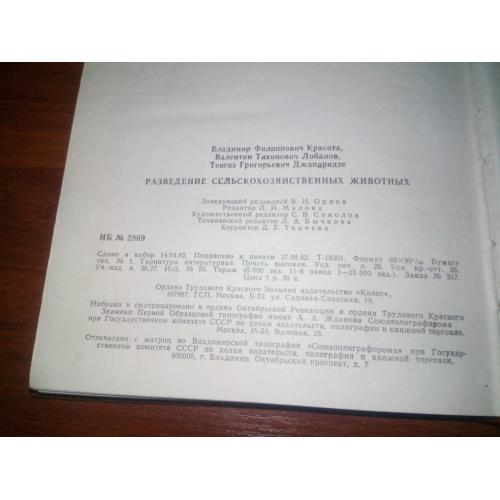 Владимир Филиппович Красота,
Валентин Тихонович Лобанов,
Тенгиз Григорьевич Джапаридзе
РАЗВЕДЕНИЕ СЕЛЬСКОХОЗЯЙСТВЕННЫХ ЖИВОТНЫХ
Заведующий редакцией В. И. Орлов
Редактор Л. И. Малова
Художественный редактор С. В. Соколов
Технический редактор Л. А. Бычкова
Корректор Д. Е. Ткачева
ИБ № 2869
Сдано в набор 14.04.82. Подписано к печати 27.08.82. Т-15301. Формат 60×90¹/₁₆. Бумага
тип. № 1. Гарнитура литературная. Печать высокая. Усл. печ. л. 26. Усл. кр.-отт. 26.
Уч.-изд. л. 30,27. Изд. № 55. Тираж 45 000 экз. (1-й завод 1—25 000 экз.). Заказ № 317.
Цена 1 р. 30 к.
Ордена Трудового Красного Знамени издательство «Колос»,
107807, ГСП, Москва, Б-53, ул. Садовая-Спасская, 18.
Набрано и сматрицировано в ордена Октябрьской Революции и ордена Трудового Красного
Знамени Первой Образцовой типографии имени А. А. Жданова Союзполиграфпрома
при Государственном комитете СССР по делам издательств, полиграфии и книжной торговли.
Москва, М-54, Валовая, 28.
Отпечатано с матриц во Владимирской типографии «Союзполиграфпрома» при Государ-
ственном комитете СССР по делам издательств, полиграфии и книжной торговли,
600000, г. Владимир, Октябрьский проспект, д. 7